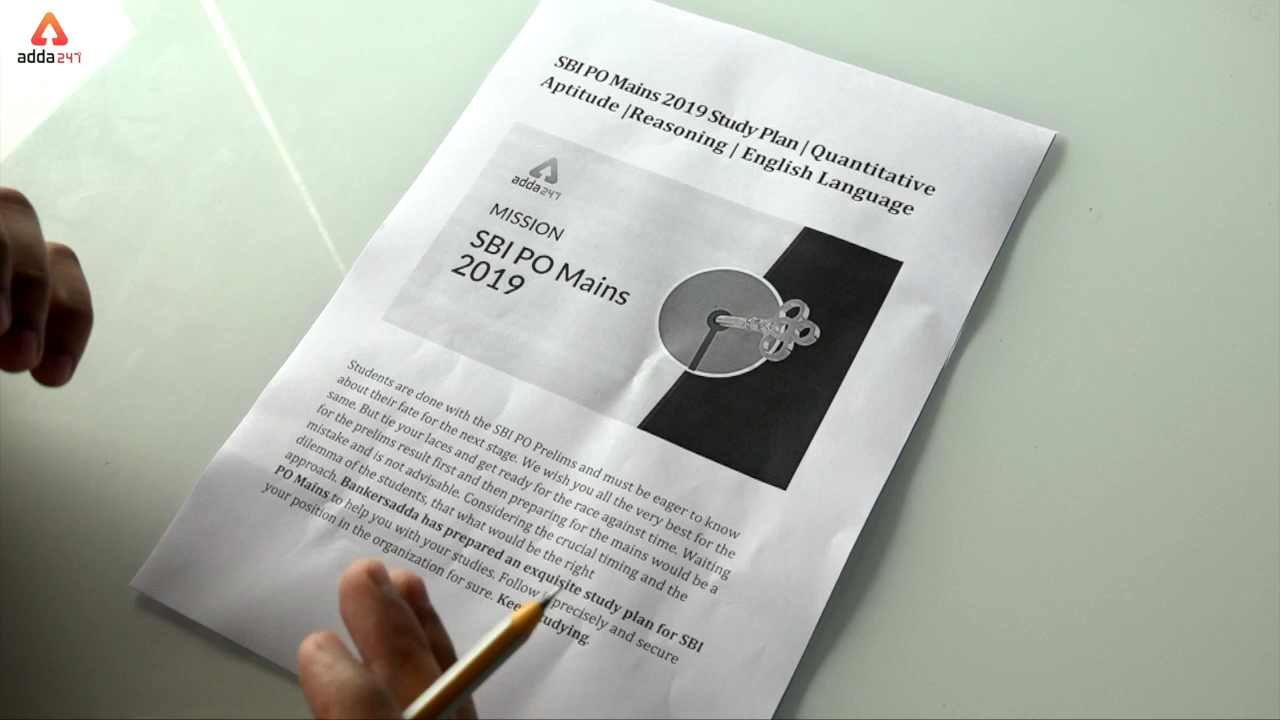 adda247
SBI PO Mains 2019 Study Plan | Quantitative
Aptitude |Reasoning | English Language
adda247
MISSION
SBI PO Mains
2019
Students are done with the SBI PO Prelims and must be eager to know
about their fate for the next stage. We wish you all the very best for the
same. But tie your laces and get ready for the race against time. Waiting
for the prelims result first and then preparing for the mains would be a
mistake and is not advisable. Considering the crucial timing and the
dilemma of the students, that what would be the right
approach. Bankersadda has prepared an exquisite study plan for SBI
PO Mains to help you with your studies. Follow precisely and secure
your position in the organization for sure.